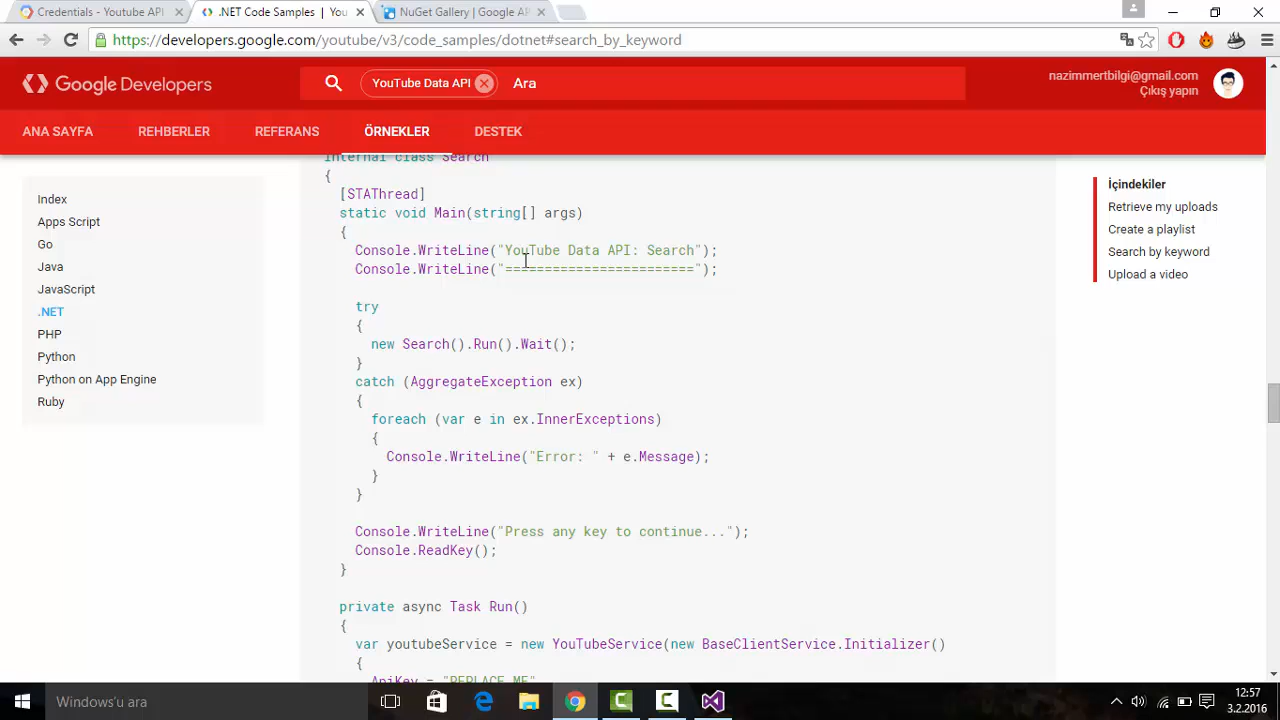 Credentials - Youtube API
.NET Code Samples | You
NuGet Gallery | Google AP
https://developers.google.com/youtube/v3/code_samples/dotnet#search_by_keyword
Google Developers
YouTube Data API
Ara
nazimmertbilgi@gmail.com
Çıkış yapın
ANA SAYFA
REHBERLER
REFERANS
ÖRNEKLER
DESTEK
Index
Apps Script
Go
Java
JavaScript
.NET
PHP
Python
Python on App Engine
Ruby
internal class Search
{
[STAThread]
static void Main(string[] args)
{
Console.WriteLine("YouTube Data API: Search");
Console.WriteLine("========================");
try
{
new Search().Run().Wait();
}
catch (AggregateException ex)
{
foreach (var e in ex.InnerExceptions)
{
Console.WriteLine("Error: " + e.Message);
}
}
Console.WriteLine("Press any key to continue...");
Console.ReadKey();
}
private async Task Run()
{
var youtubeService = new YouTubeService(new BaseClientService.Initializer()
{
ApiKey = "REPLACE_ME"
İçindekiler
Retrieve my uploads
Create a playlist
Search by keyword
Upload a video
Windows'u ara
12:57
3.2.2016